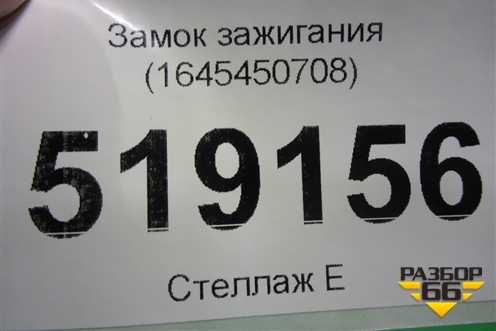 Замок зажигания
(1645450708)
519156
Стеллаж Е
РАЗБОР
66